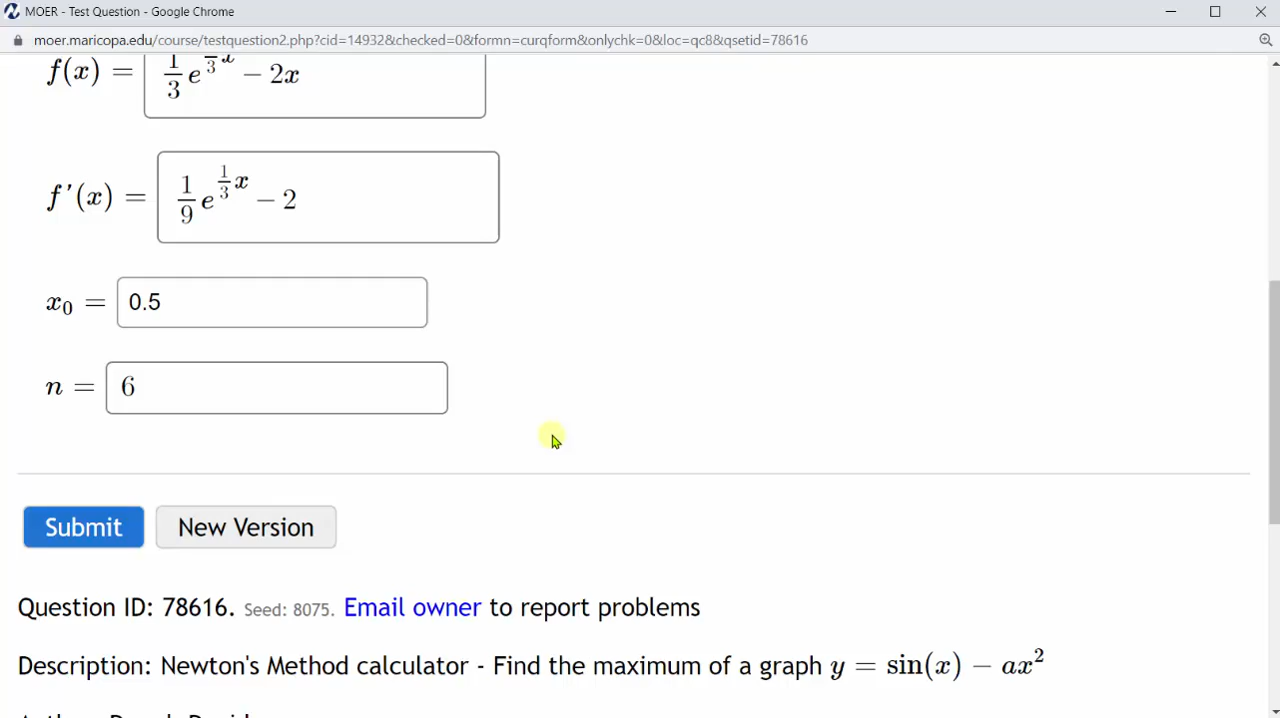 MOER - Test Question - Google Chrome
moer.maricopa.edu/course/testquestion2.php?cid=14932&checked=0&formn=curqform&onlychk=0&loc=qc8&qsetid=78616
f(x) = 1/3 e^(1/3 x) − 2x
f′(x) = 1/9 e^(1/3 x) − 2
x₀ = 0.5
n = 6
Submit New Version
Question ID: 78616. Seed: 8075. Email owner to report problems
Description: Newton's Method calculator - Find the maximum of a graph y = sin(x) − ax²